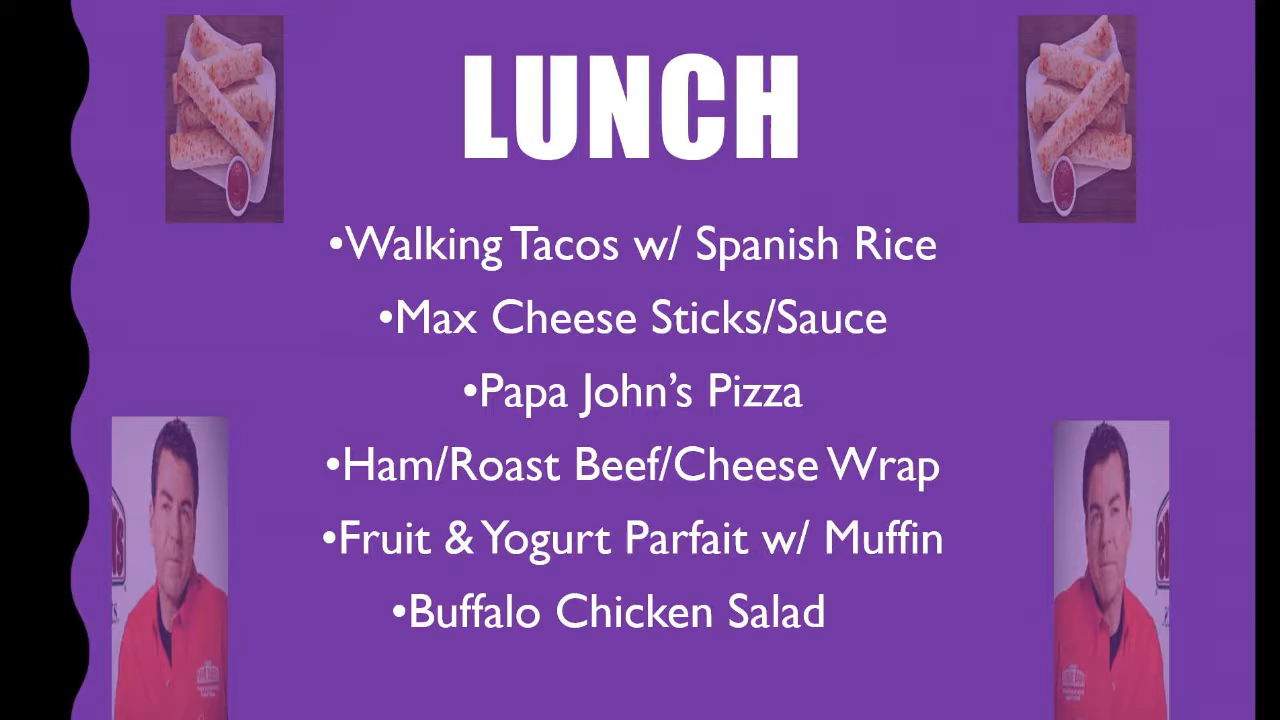 LUNCH
•Walking Tacos w/ Spanish Rice
•Max Cheese Sticks/Sauce
•Papa John’s Pizza
•Ham/Roast Beef/Cheese Wrap
•Fruit & Yogurt Parfait w/ Muffin
•Buffalo Chicken Salad